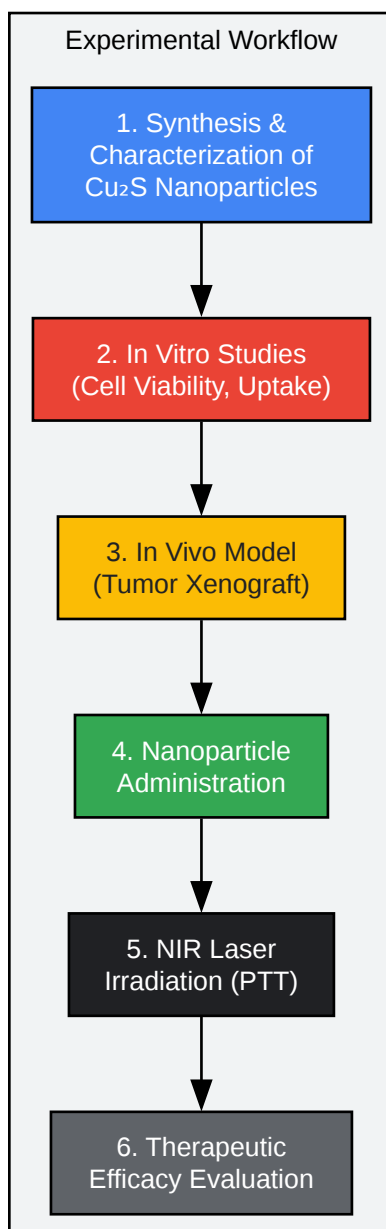 Experimental Workflow
1. Synthesis &
Characterization of
Cu₂S Nanoparticles
2. In Vitro Studies
(Cell Viability, Uptake)
3. In Vivo Model
(Tumor Xenograft)
4. Nanoparticle
Administration
5. NIR Laser
Irradiation (PTT)
6. Therapeutic
Efficacy Evaluation